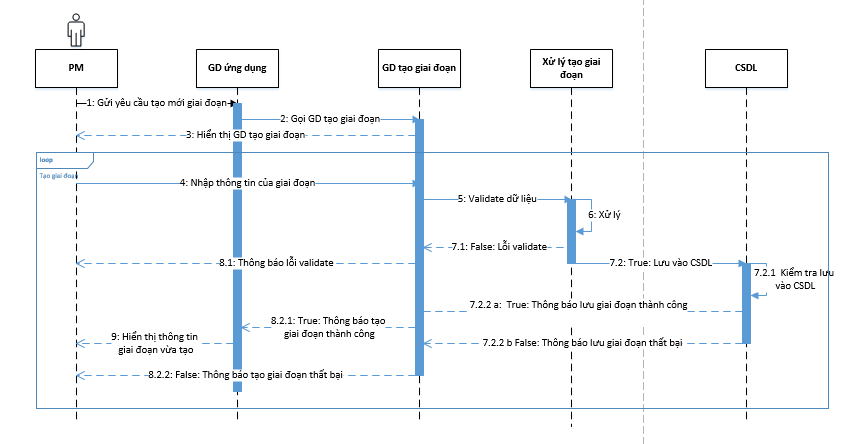 PM
GD ứng dụng
GD tạo giai đoạn
Xử lý tạo giai
đoạn
CSDL
1: Gửi yêu cầu tạo mới giai đoạn
2: Gọi GD tạo giai đoạn
3: Hiển thị GD tạo giai đoạn
loop
Tạo giai đoạn
4: Nhập thông tin của giai đoạn
5: Validate dữ liệu
6: Xử lý
7.1: False: Lỗi validate
8.1: Thông báo lỗi validate
7.2: True: Lưu vào CSDL
7.2.1 Kiểm tra lưu
vào CSDL
7.2.2 a: True: Thông báo lưu giai đoạn thành công
8.2.1: True: Thông báo tạo
giai đoạn thành công
9: Hiển thị thông tin
giai đoạn vừa tạo
7.2.2 b False: Thông báo lưu giai đoạn thất bại
8.2.2: False: Thông báo tạo giai đoạn thất bại